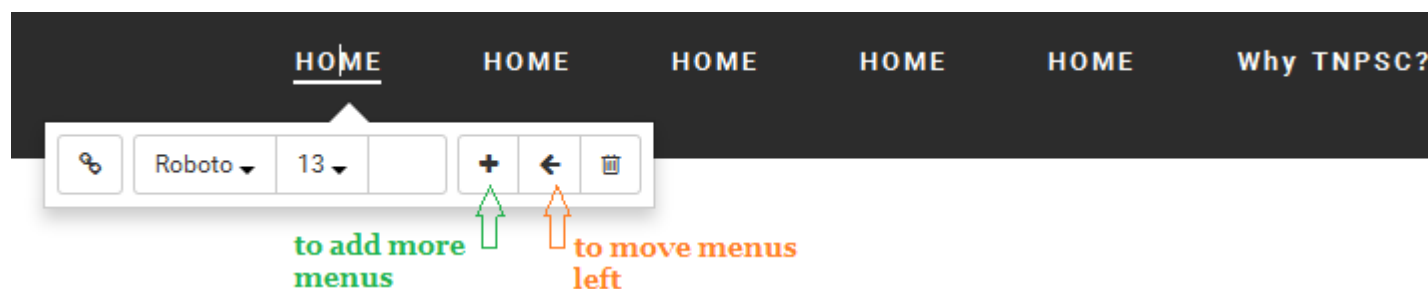 HOME HOME HOME HOME HOME Why TNPSC?
Roboto 13
to add more
menus
to move menus
left